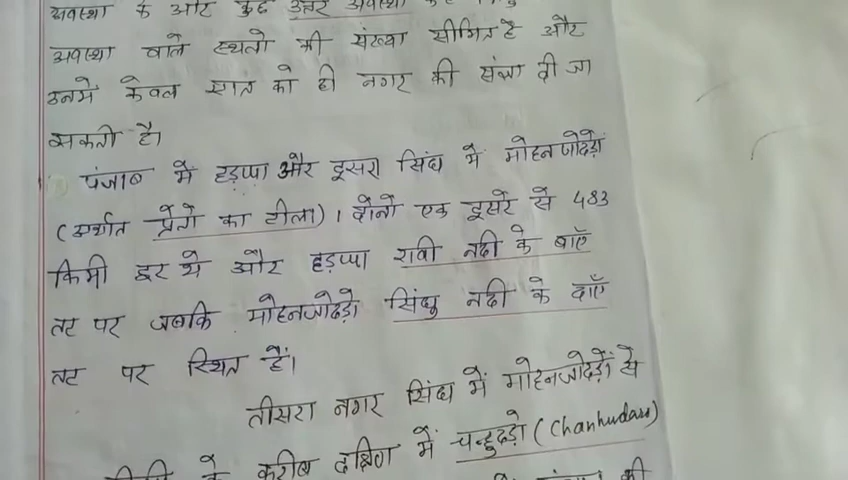 अवस्था के और कुछ उत्तर अवस्था के
अवस्था वाले स्थलों की संख्या सीमित है और
उनमें केवल सात को ही नगर की संज्ञा दी जा
सकती है।
पंजाब में हड़प्पा और दूसरा सिंध में मोहनजोदड़ों
(अर्थात प्रेतों का टीला)। दोनों एक दूसरे से 483
किमी दूर थे और हड़प्पा रावी नदी के बाएँ
तट पर जबकि मोहनजोदड़ो सिंधु नदी के दाएँ
तट पर स्थित हैं।
तीसरा नगर सिंध में मोहनजोदड़ों से
के करीब दक्षिण में चन्हुदड़ो (Chanhudaro)
की